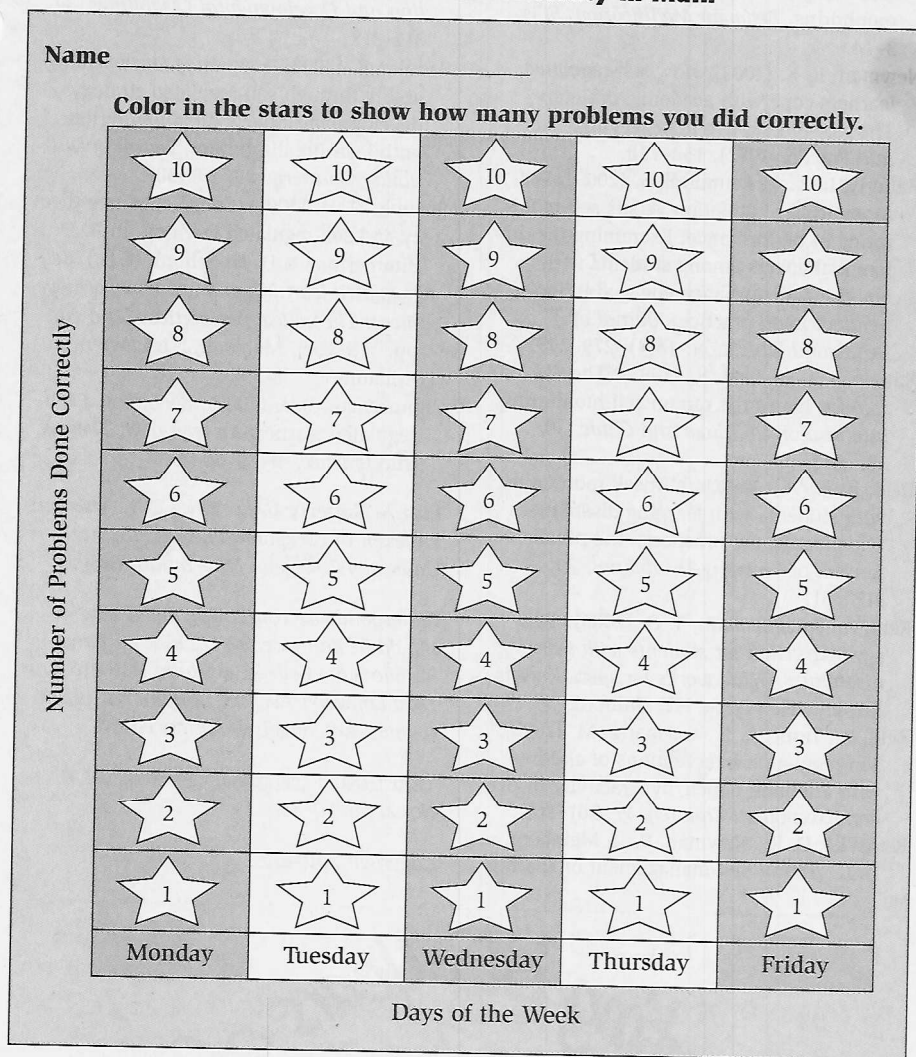 Name
Color in the stars to show how many problems you did correctly.
10 10 10 10 10
9 9 9 9 9
8 8 8 8 8
7 7 7
6 6 6 6 6
5 5 5 5 5
4 4 4 4 4
3 3 3 3 3
2 2 2 2 2
1 1 1 1 1
Monday Tuesday Wednesday Thursday Friday
Number of Problems Done Correctly
Days of the Week